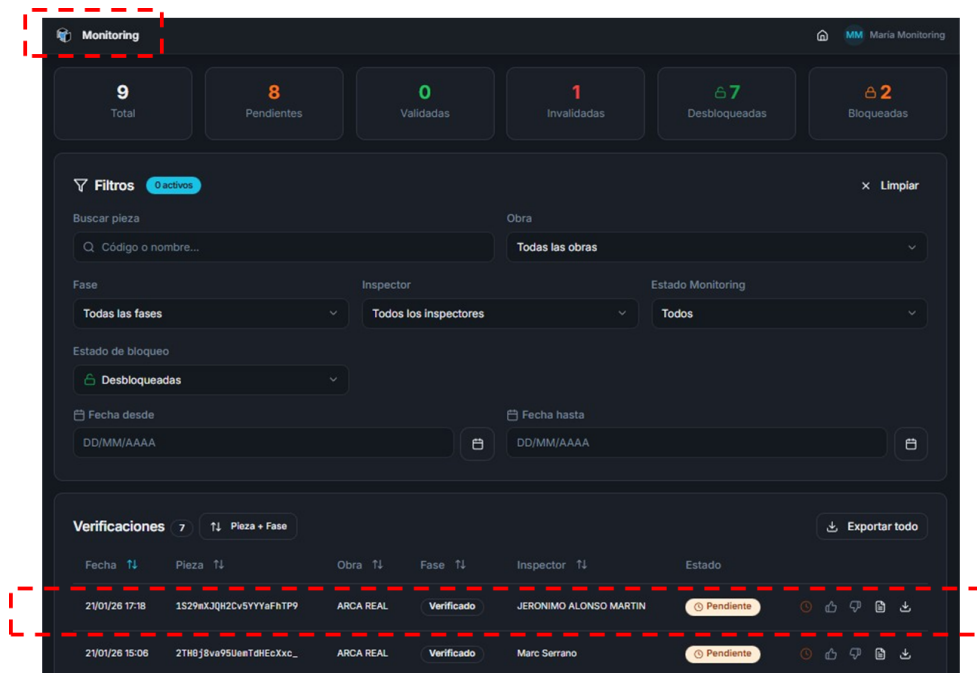 Monitoring
MM María Monitoring
9 8 0 1 7 2
Total Pendientes Validadas Invalidadas Desbloqueadas Bloqueadas
Filtros 0 activos Limpiar
Buscar pieza Obra
Código o nombre... Todas las obras
Fase Inspector Estado Monitoring
Todas las fases Todos los inspectores Todos
Estado de bloqueo
Desbloqueadas
Fecha desde Fecha hasta
DD/MM/AAAA DD/MM/AAAA
Verificaciones 7 Pieza + Fase Exportar todo
Fecha Pieza Obra Fase Inspector Estado
21/01/26 17:18 1S29mXJQH2Cv5YYYaFhTP9 ARCA REAL Verificado JERONIMO ALONSO MARTIN Pendiente
21/01/26 15:06 2TH0j8va95UemTdHEcXxc_ ARCA REAL Verificado Marc Serrano Pendiente